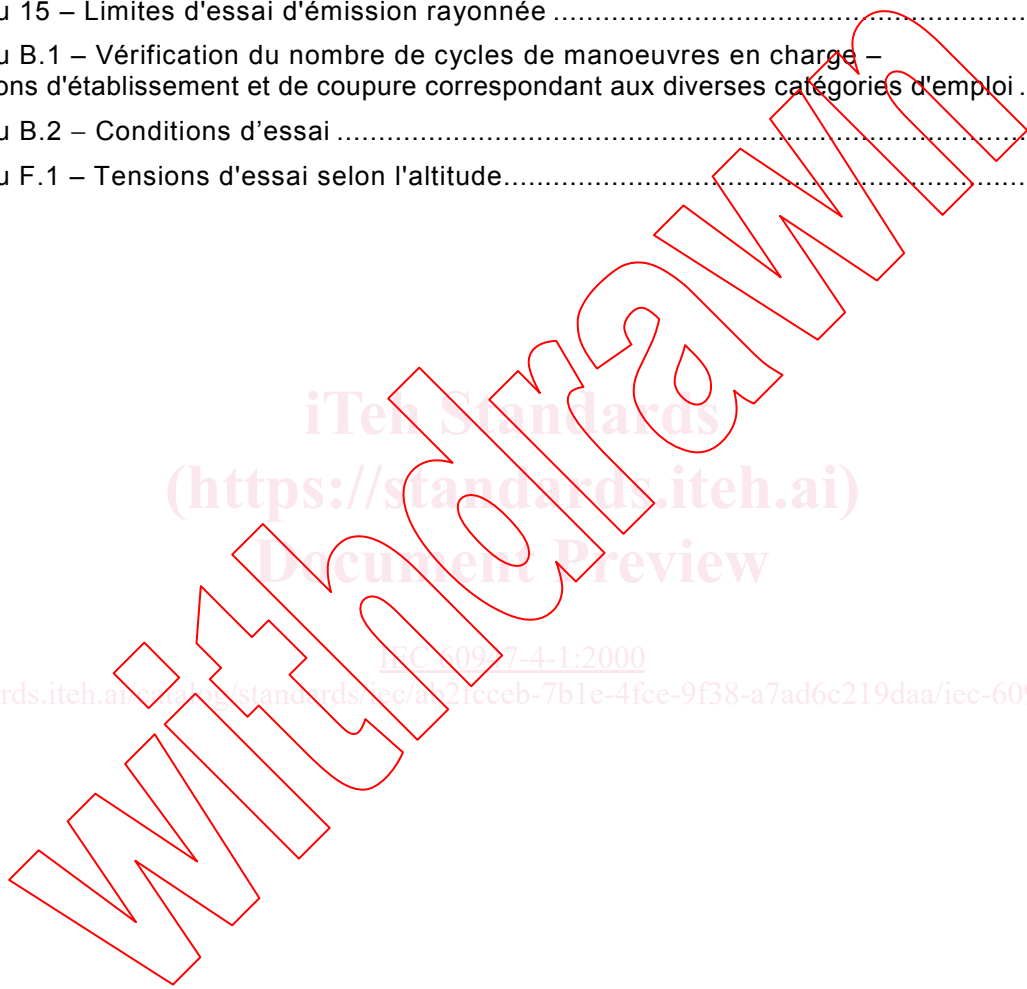 u 15 – Limites d'essai d'émission rayonnée
u B.1 – Vérification du nombre de cycles de manoeuvres en charge –
ons d'établissement et de coupure correspondant aux diverses catégories d'emploi .
u B.2 – Conditions d’essai
u F.1 – Tensions d'essai selon l'altitude
iTeh Standards
(https://standards.iteh.ai)
Document Preview
IEC 60947-4-1:2000
rds.iteh.ai/catalog/standards/iec/ab2fcceb-7b1e-4fce-9f38-a7ad6c219daa/iec-609
withdrawn